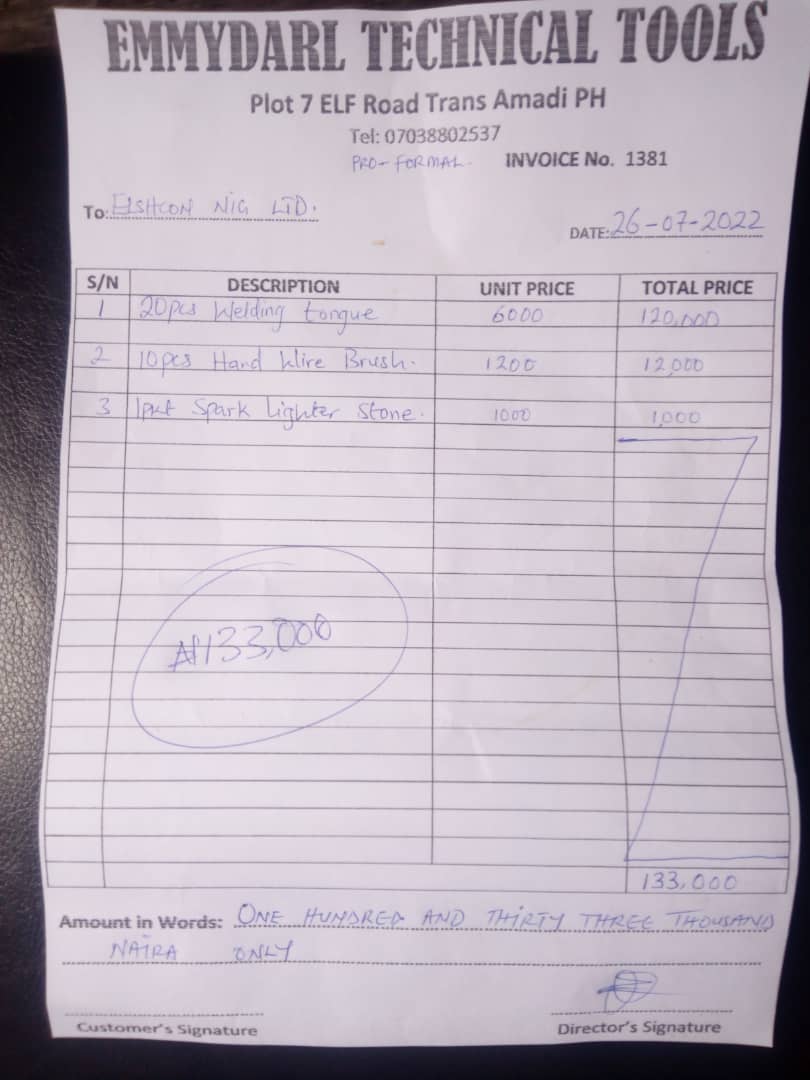 EMMYDARL TECHNICAL TOOLS
Plot 7 ELF Road Trans Amadi PH
Tel: 07038802537
PRO-FORMAL. INVOICE No. 1381
To: ELSHCON NIG LTD.
DATE: 26-07-2022
S/N DESCRIPTION UNIT PRICE TOTAL PRICE
1 20pcs Welding tongue 6000 120,000
2 10pcs Hand Wire Brush. 1200 12,000
3 1pkt Spark Lighter Stone. 1000 1,000
₦133,000
133,000
Amount in Words: ONE HUNDRED AND THIRTY THREE THOUSAND
NAIRA ONLY
Customer's Signature Director's Signature